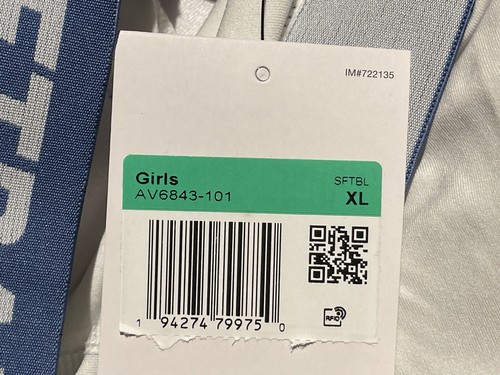 IM#722135
Girls
SFTBL
AV6843-101
XL
1 94274 79975 0
RFID